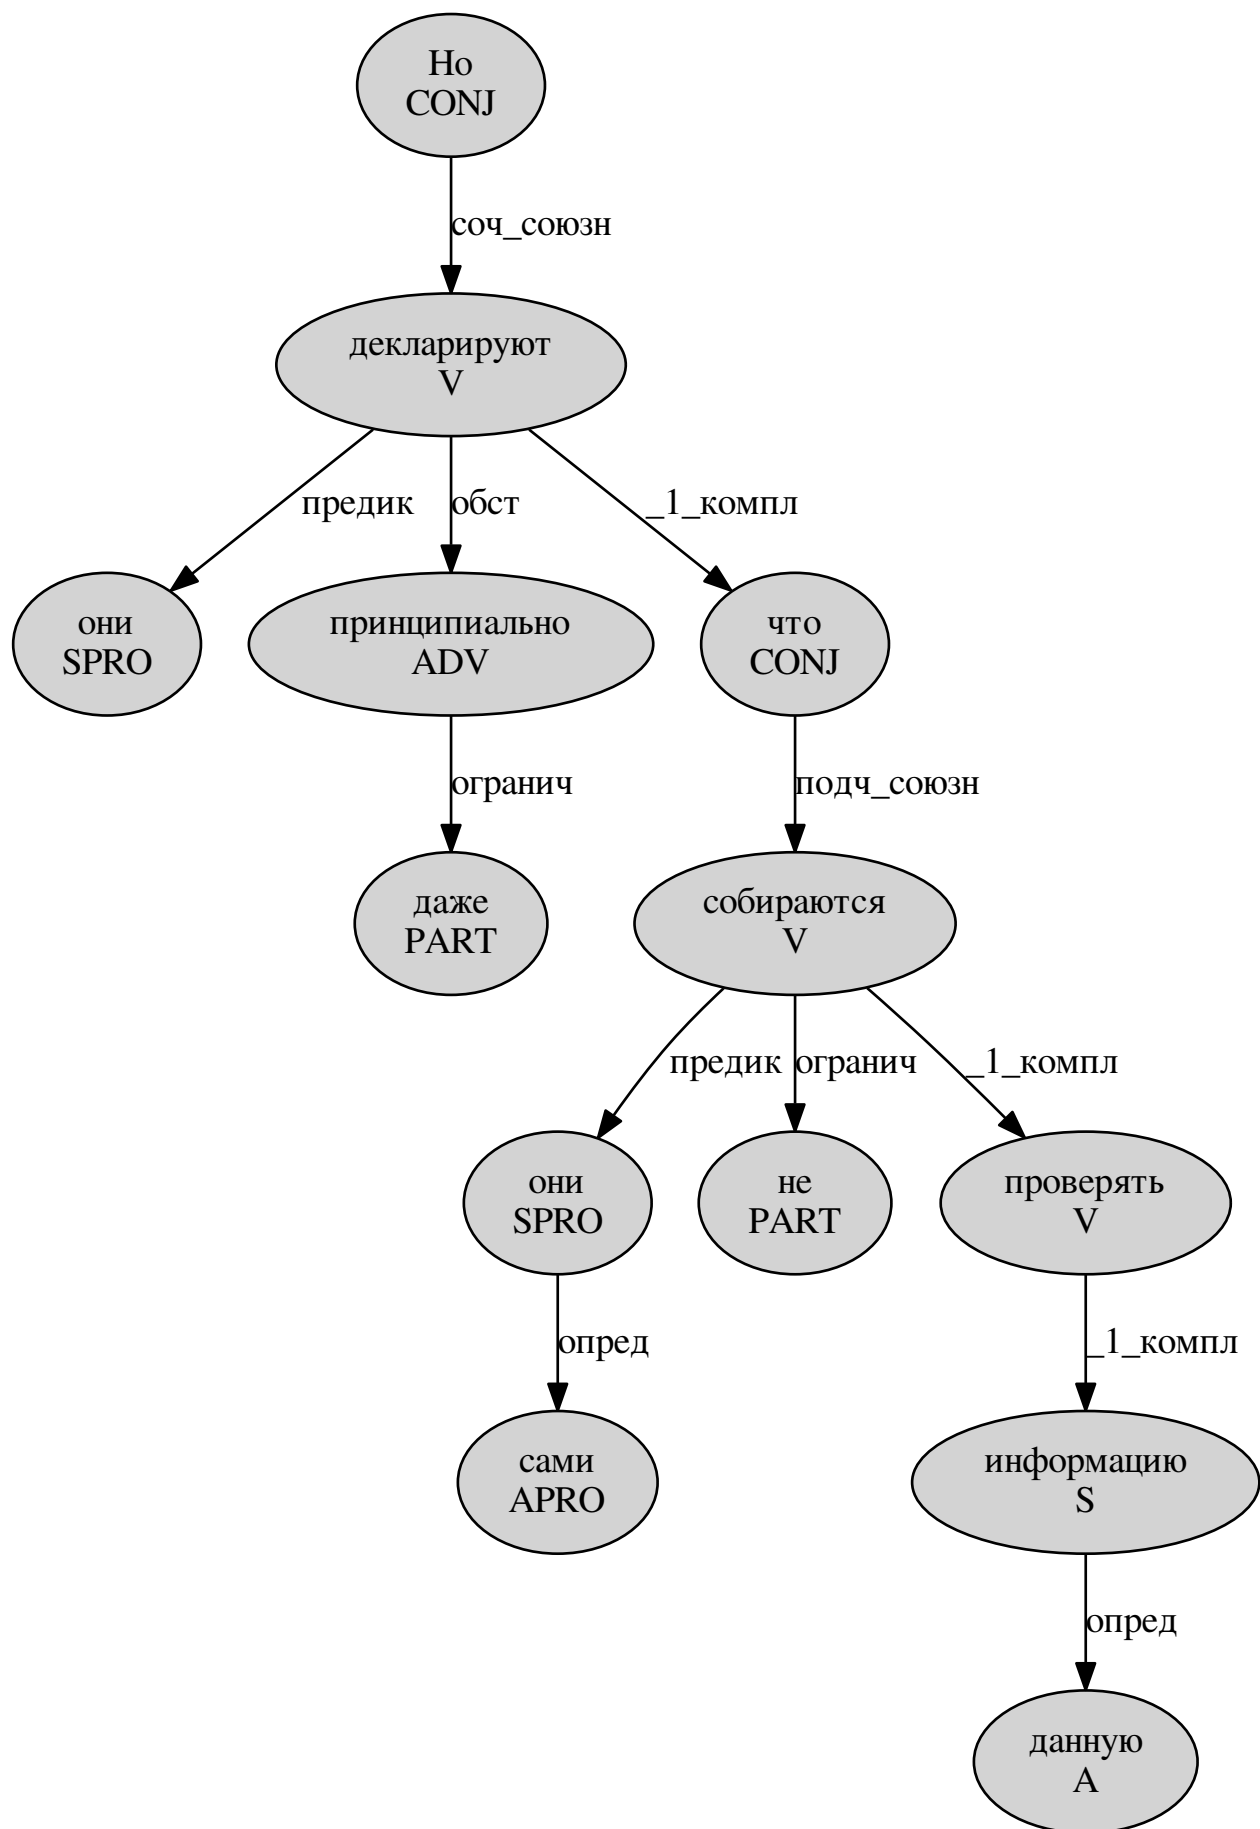 Но
CONJ
соч_союзн
декларируют
V
предик
обст
_1_компл
они
SPRO
принципиально
ADV
что
CONJ
огранич
подч_союзн
даже
PART
собираются
V
предик
огранич
_1_компл
они
SPRO
не
PART
проверять
V
опред
_1_компл
сами
APRO
информацию
S
опред
данную
A